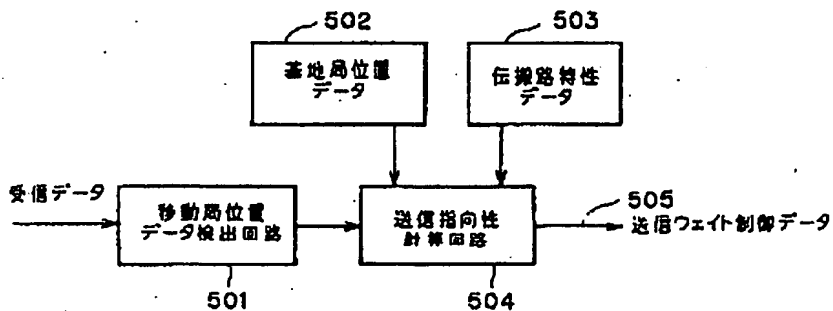 502
503
基地局位置
データ
伝搬路特性
データ
受信データ
移動局位置
データ検出回路
送信指向性
計算回路
505
送信ウェイト制御データ
501
504